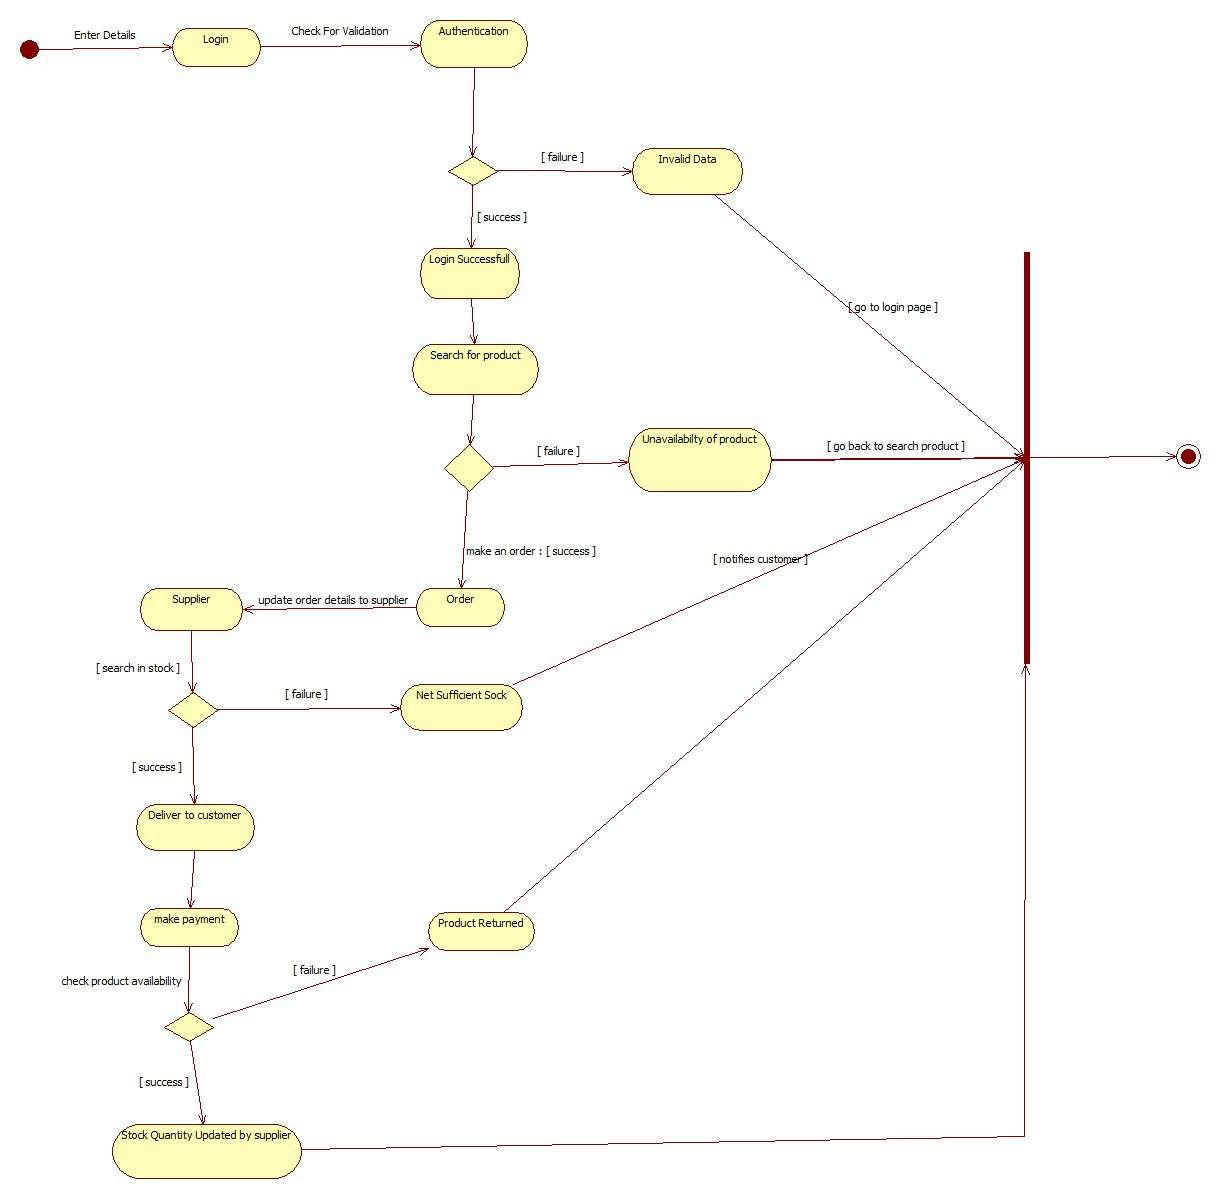 Enter Details
Login
Check For Validation
Authentication
[ failure ]
Invalid Data
[ success ]
Login Successfull
[ go to login page ]
Search for product
[ failure ]
Unavailabilty of product
[ go back to search product ]
make an order : [ success ]
[ notifies customer ]
Supplier
update order details to supplier
Order
[ search in stock ]
[ failure ]
Net Sufficient Sock
[ success ]
Deliver to customer
make payment
Product Returned
[ failure ]
check product availability
[ success ]
Stock Quantity Updated by supplier